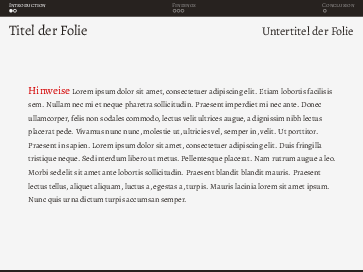 Introduction Hinweise Conclusion
Titel der Folie Untertitel der Folie
Hinweise Lorem ipsum dolor sit amet, consectetuer adipiscing elit. Etiam lobortis facilisis
sem. Nullam nec mi et neque pharetra sollicitudin. Praesent imperdiet mi nec ante. Donec
ullamcorper, felis non sodales commodo, lectus velit ultrices augue, a dignissim nibh lectus
placerat pede. Vivamus nunc nunc, molestie ut, ultricies vel, semper in, velit. Ut porttitor.
Praesent in sapien. Lorem ipsum dolor sit amet, consectetuer adipiscing elit. Duis fringilla
tristique neque. Sed interdum libero ut metus. Pellentesque placerat. Nam rutrum augue a leo.
Morbi sed elit sit amet ante lobortis sollicitudin. Praesent blandit blandit mauris. Praesent
lectus tellus, aliquet aliquam, luctus a, egestas a, turpis. Mauris lacinia lorem sit amet ipsum.
Nunc quis urna dictum turpis accumsan semper.